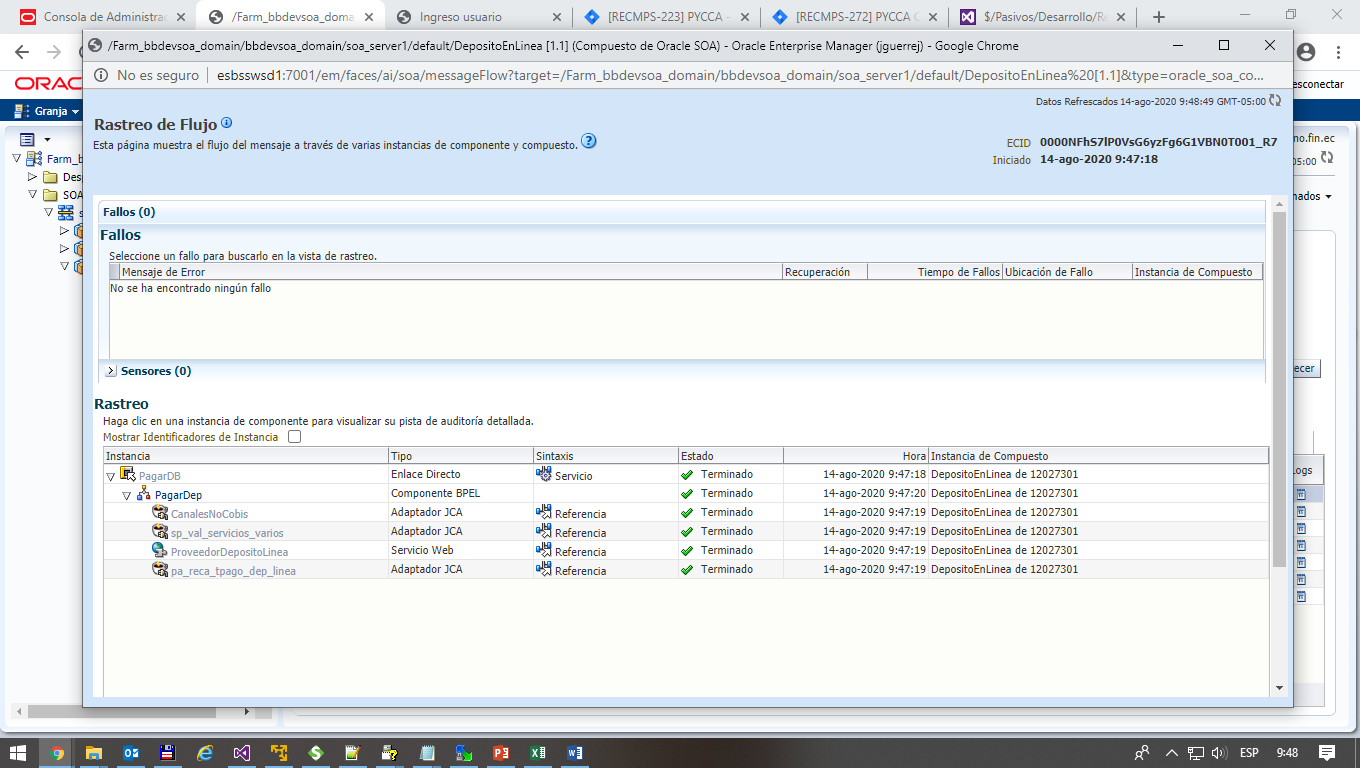 Consola de Administrac
/Farm_bbdevsoa_doma
Ingreso usuario
[RECMPS-223] PYCCA -
[RECMPS-272] PYCCA C
$/Pasivos/Desarrollo/Re
/Farm_bbdevsoa_domain/bbdevsoa_domain/soa_server1/default/DepositoEnLinea [1.1] (Compuesto de Oracle SOA) - Oracle Enterprise Manager (jguerrej) - Google Chrome
No es seguro
esbsswsd1:7001/em/faces/ai/soa/messageFlow?target=/Farm_bbdevsoa_domain/bbdevsoa_domain/soa_server1/default/DepositoEnLinea%20[1.1]&type=oracle_soa_co...
ORAC
esconectar
Granja
Datos Refrescados 14-ago-2020 9:48:49 GMT-05:00
Rastreo de Flujo
Esta página muestra el flujo del mensaje a través de varias instancias de componente y compuesto.
ECID 0000NFhS7lP0VsG6yzFg6G1VBN0T001_R7
Iniciado 14-ago-2020 9:47:18
no.fin.ec
05:00
Farm_b
Des
SOA
s
nados
Fallos (0)
Fallos
Seleccione un fallo para buscarlo en la vista de rastreo.
Mensaje de Error Recuperación Tiempo de Fallos Ubicación de Fallo Instancia de Compuesto
No se ha encontrado ningún fallo
Sensores (0)
ecer
Rastreo
Haga clic en una instancia de componente para visualizar su pista de auditoría detallada.
Mostrar Identificadores de Instancia
Instancia Tipo Sintaxis Estado Hora Instancia de Compuesto
Logs
PagarDB Enlace Directo Servicio Terminado 14-ago-2020 9:47:18 DepositoEnLinea de 12027301
PagarDep Componente BPEL Terminado 14-ago-2020 9:47:20 DepositoEnLinea de 12027301
CanalesNoCobis Adaptador JCA Referencia Terminado 14-ago-2020 9:47:19 DepositoEnLinea de 12027301
sp_val_servicios_varios Adaptador JCA Referencia Terminado 14-ago-2020 9:47:19 DepositoEnLinea de 12027301
ProveedorDepositoLinea Servicio Web Referencia Terminado 14-ago-2020 9:47:19 DepositoEnLinea de 12027301
pa_reca_tpago_dep_linea Adaptador JCA Referencia Terminado 14-ago-2020 9:47:19 DepositoEnLinea de 12027301
ESP 9:48